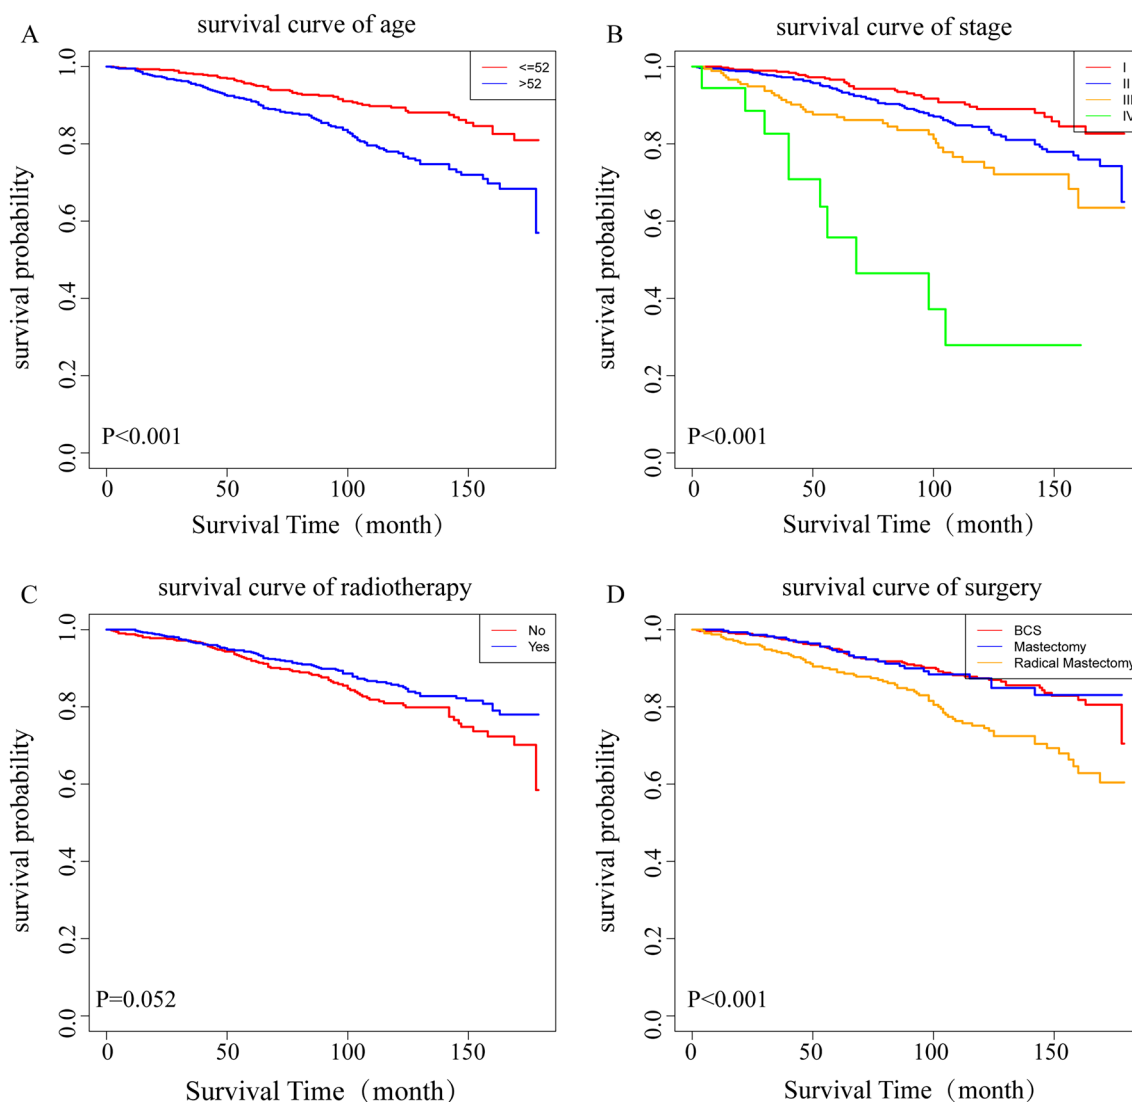 A
survival curve of age
<=52
>52
survival probability
0.0 0.2 0.4 0.6 0.8 1.0
P<0.001
0 50 100 150
Survival Time（month）
B
survival curve of stage
I
II
III
IV
survival probability
0.0 0.2 0.4 0.6 0.8 1.0
P<0.001
0 50 100 150
Survival Time（month）
C
survival curve of radiotherapy
No
Yes
survival probability
0.0 0.2 0.4 0.6 0.8 1.0
P=0.052
0 50 100 150
Survival Time（month）
D
survival curve of surgery
BCS
Mastectomy
Radical Mastectomy
survival probability
0.0 0.2 0.4 0.6 0.8 1.0
P<0.001
0 50 100 150
Survival Time（month）